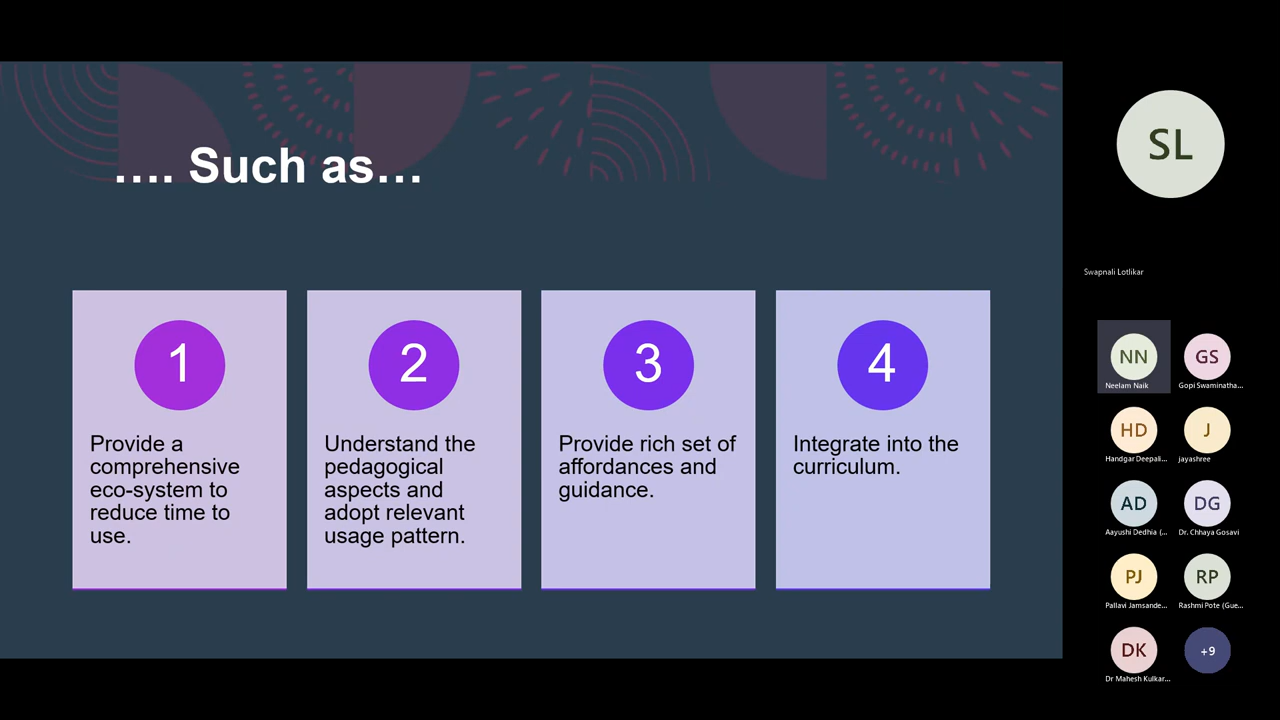 .... Such as...
1
Provide a
comprehensive
eco-system to
reduce time to
use.
2
Understand the
pedagogical
aspects and
adopt relevant
usage pattern.
3
Provide rich set of
affordances and
guidance.
4
Integrate into the
curriculum.
SL
Swapnali Lotlikar
NN
Neelam Naik
GS
Gopi Swaminatha...
HD
Handgar Deepali...
J
jayashree
AD
Aayushi Dedhia (...
DG
Dr. Chhaya Gosavi
PJ
Pallavi Jamsande...
RP
Rashmi Pote (Gue...
DK
Dr Mahesh Kulkar...
+9